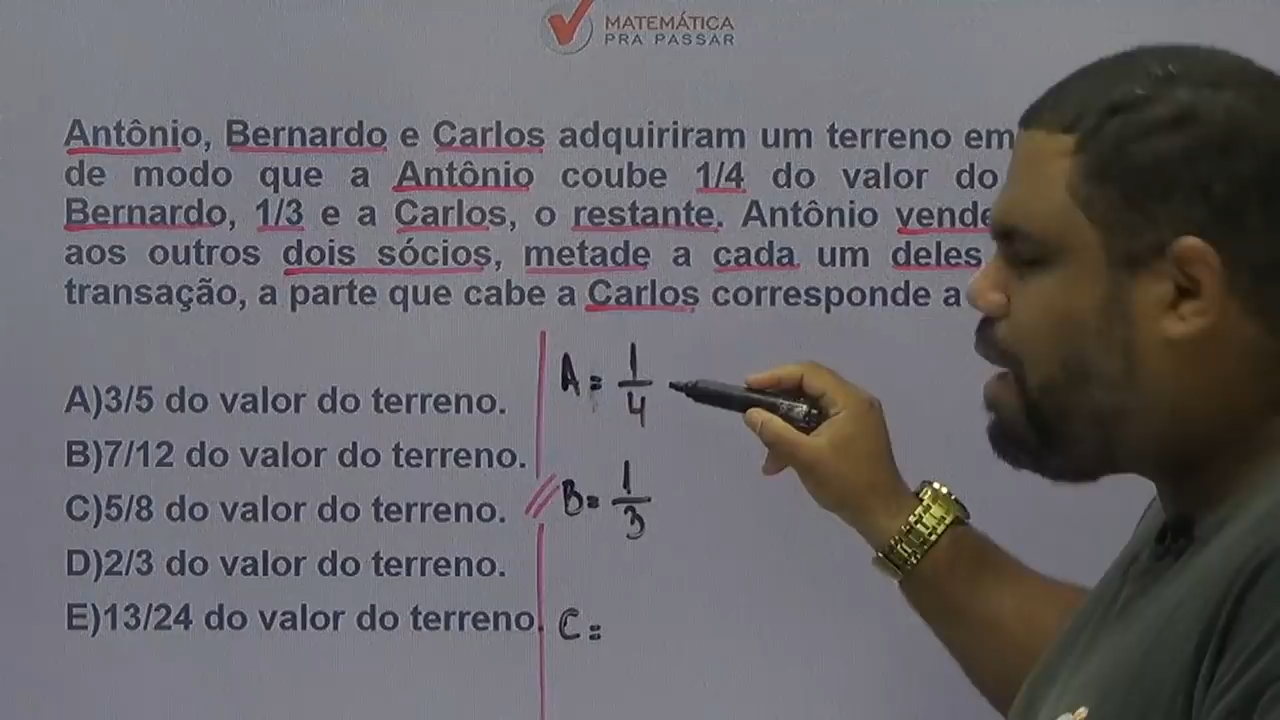 MATEMÁTICA
PRA PASSAR
Antônio, Bernardo e Carlos adquiriram um terreno em
de modo que a Antônio coube 1/4 do valor do
Bernardo, 1/3 e a Carlos, o restante. Antônio vende
aos outros dois sócios, metade a cada um deles.
transação, a parte que cabe a Carlos corresponde a
A)3/5 do valor do terreno.
B)7/12 do valor do terreno.
C)5/8 do valor do terreno.
D)2/3 do valor do terreno.
E)13/24 do valor do terreno.
A = 1/4
B = 1/3
C =